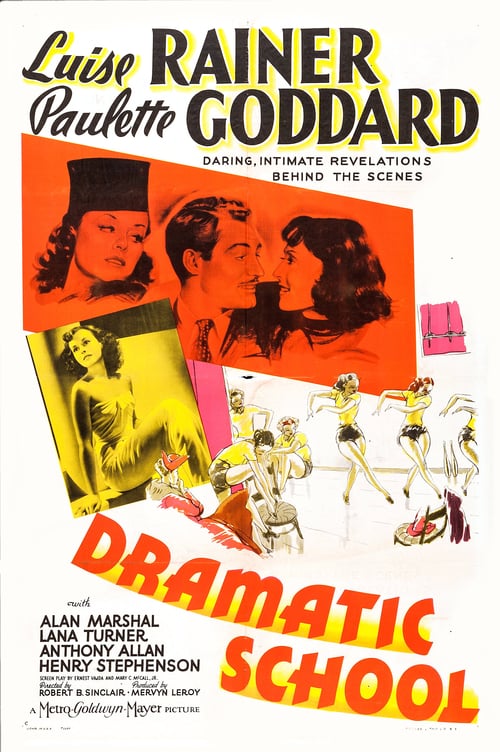 Luise RAINER
Paulette GODDARD
DARING, INTIMATE REVELATIONS
BEHIND THE SCENES
DRAMATIC
SCHOOL
with
ALAN MARSHAL
LANA TURNER
ANTHONY ALLAN
HENRY STEPHENSON
SCREEN PLAY BY ERNEST VAJDA AND MARY C. McCALL, JR.
Directed by Produced by
ROBERT B. SINCLAIR · MERVYN LEROY
A Metro-Goldwyn-Mayer PICTURE